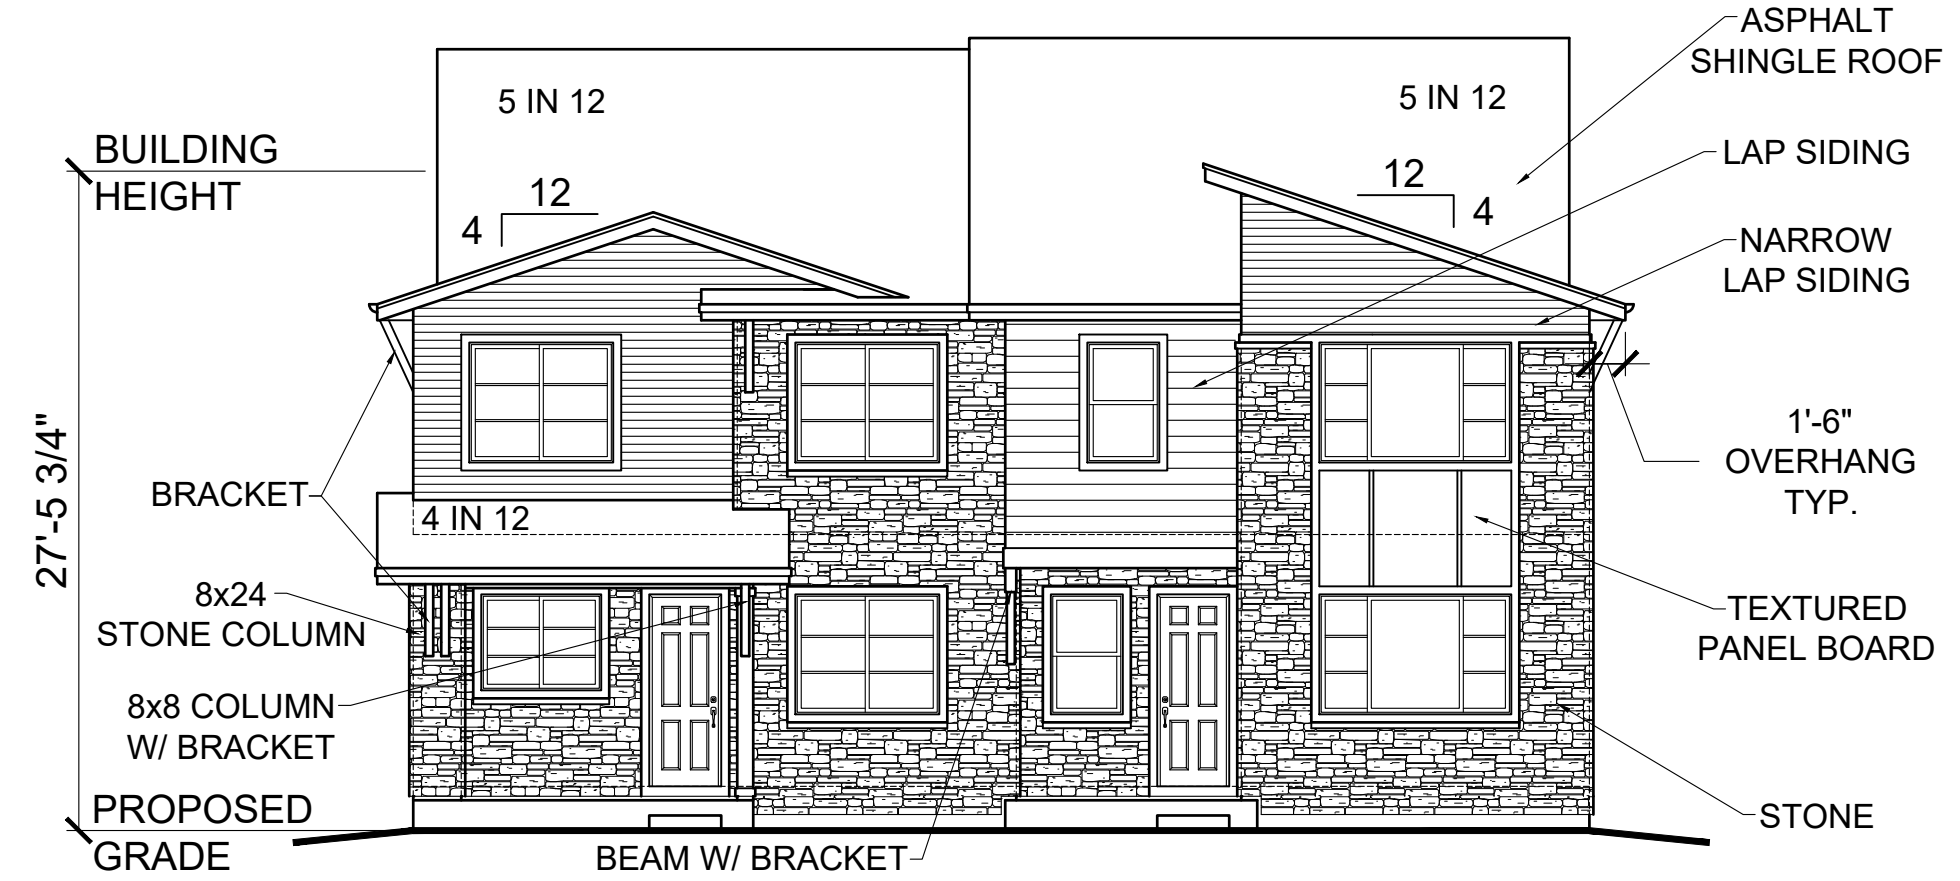 ASPHALT
SHINGLE ROOF
5 IN 12
5 IN 12
BUILDING
HEIGHT
LAP SIDING
12
4
12
4
NARROW
LAP SIDING
1'-6"
OVERHANG
TYP.
27'-5 3/4"
BRACKET
4 IN 12
8x24
STONE COLUMN
TEXTURED
PANEL BOARD
8x8 COLUMN
W/ BRACKET
PROPOSED
GRADE
STONE
BEAM W/ BRACKET